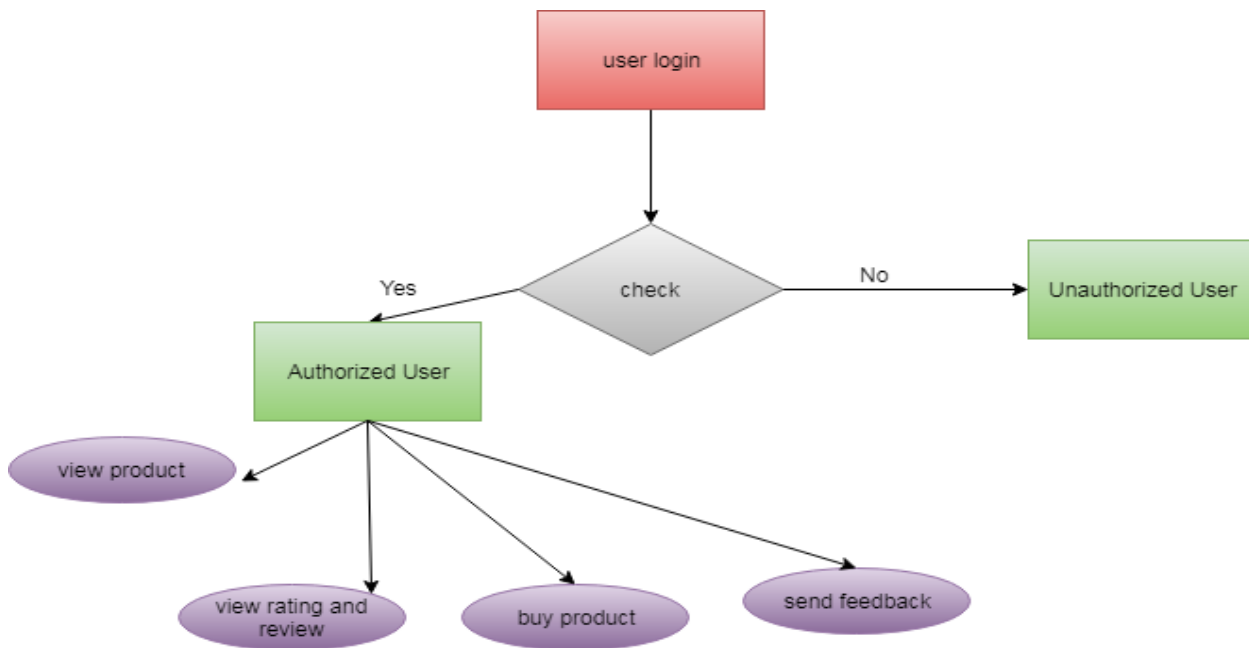 user login
Yes
check
No
Unauthorized User
Authorized User
view product
view rating and
review
buy product
send feedback